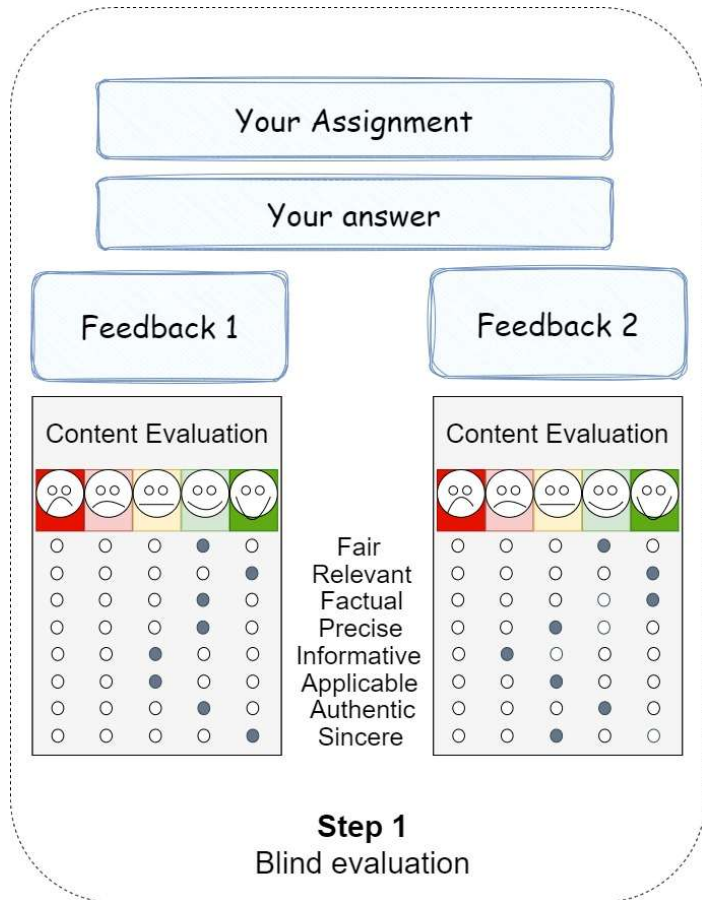 Your Assignment
Your answer
Feedback 1
Feedback 2
Content Evaluation
Content Evaluation
Fair
Relevant
Factual
Precise
Informative
Applicable
Authentic
Sincere
Step 1
Blind evaluation